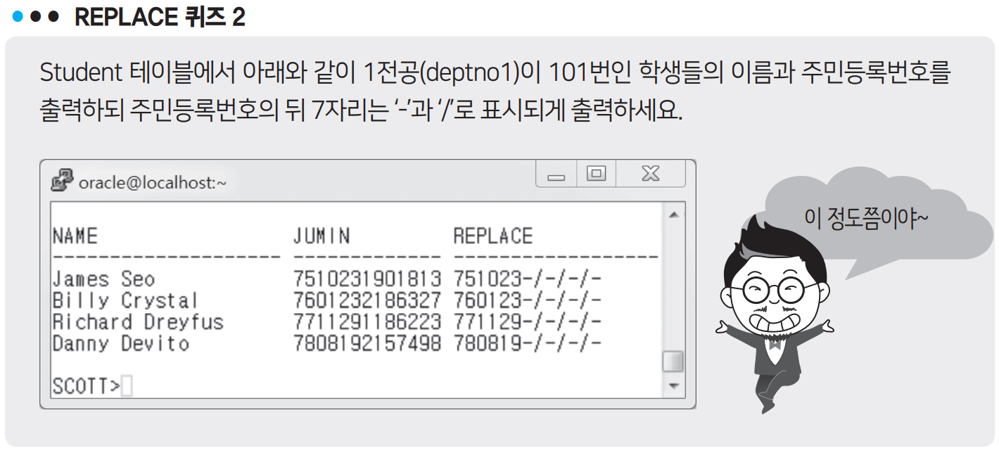 REPLACE 퀴즈 2
Student 테이블에서 아래와 같이 1전공(deptno1)이 101번인 학생들의 이름과 주민등록번호를
출력하되 주민등록번호의 뒤 7자리는 ‘-’과 ‘/’로 표시되게 출력하세요.
oracle@localhost:~
이 정도쯤이야~
NAME JUMIN REPLACE
-------------------- ------------- ------------------
James Seo 7510231901813 751023-/-/-/-
Billy Crystal 7601232186327 760123-/-/-/-
Richard Dreyfus 7711291186223 771129-/-/-/-
Danny Devito 7808192157498 780819-/-/-/-
SCOTT>